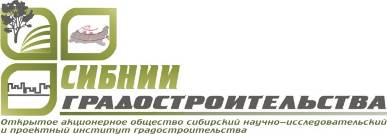 СИБНИИ
ГРАДОСТРОИТЕЛЬСТВА
Открытое акционерное общество сибирский научно-исследовательский
и проектный институт градостроительства